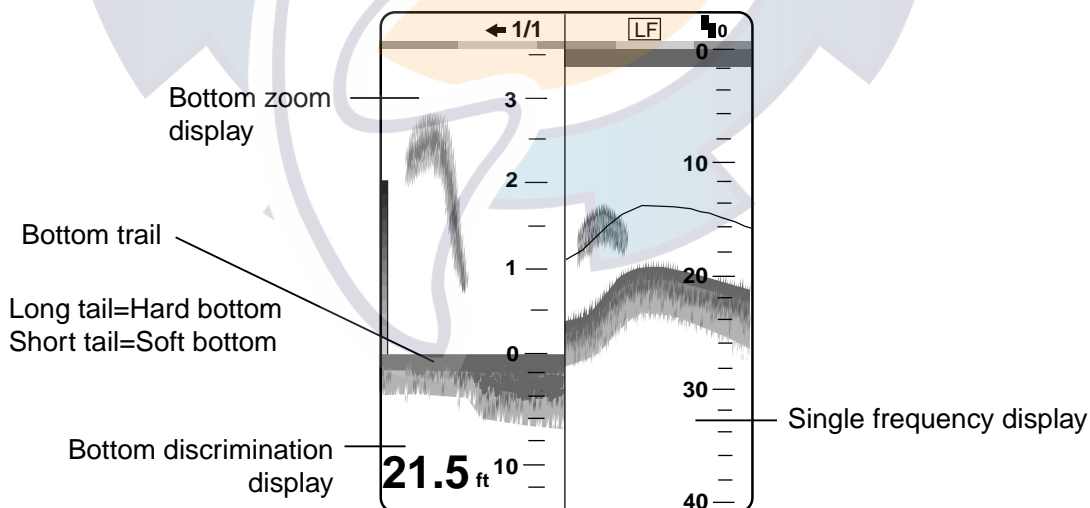 ← 1/1
LF
0
0
Bottom zoom
display
3
10
2
Bottom trail
1
20
Long tail=Hard bottom
Short tail=Soft bottom
0
30
Single frequency display
Bottom discrimination
display
21.5 ft
10
40